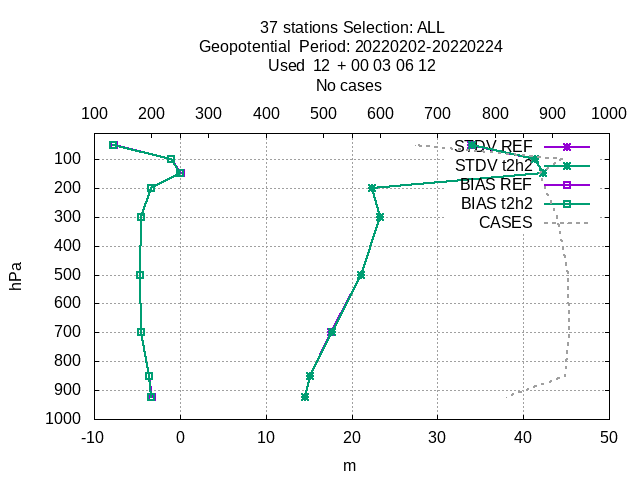 37 stations Selection: ALL
Geopotential Period: 20220202-20220224
Used 12 + 00 03 06 12
No cases
100 200 300 400 500 600 700 800 900 1000
STDV REF
100
STDV t2h2
BIAS REF
200
BIAS t2h2
300
CASES
400
hPa
500
600
700
800
900
1000
-10 0 10 20 30 40 50
m